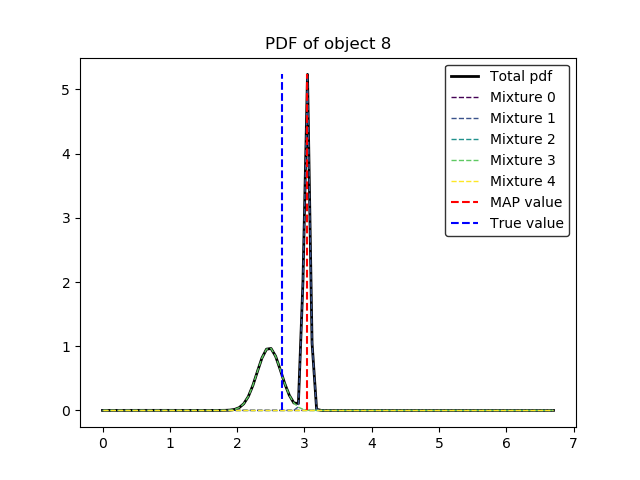 PDF of object 8
Total pdf
Mixture 0
Mixture 1
Mixture 2
Mixture 3
Mixture 4
MAP value
True value
5
4
3
2
1
0
0 1 2 3 4 5 6 7